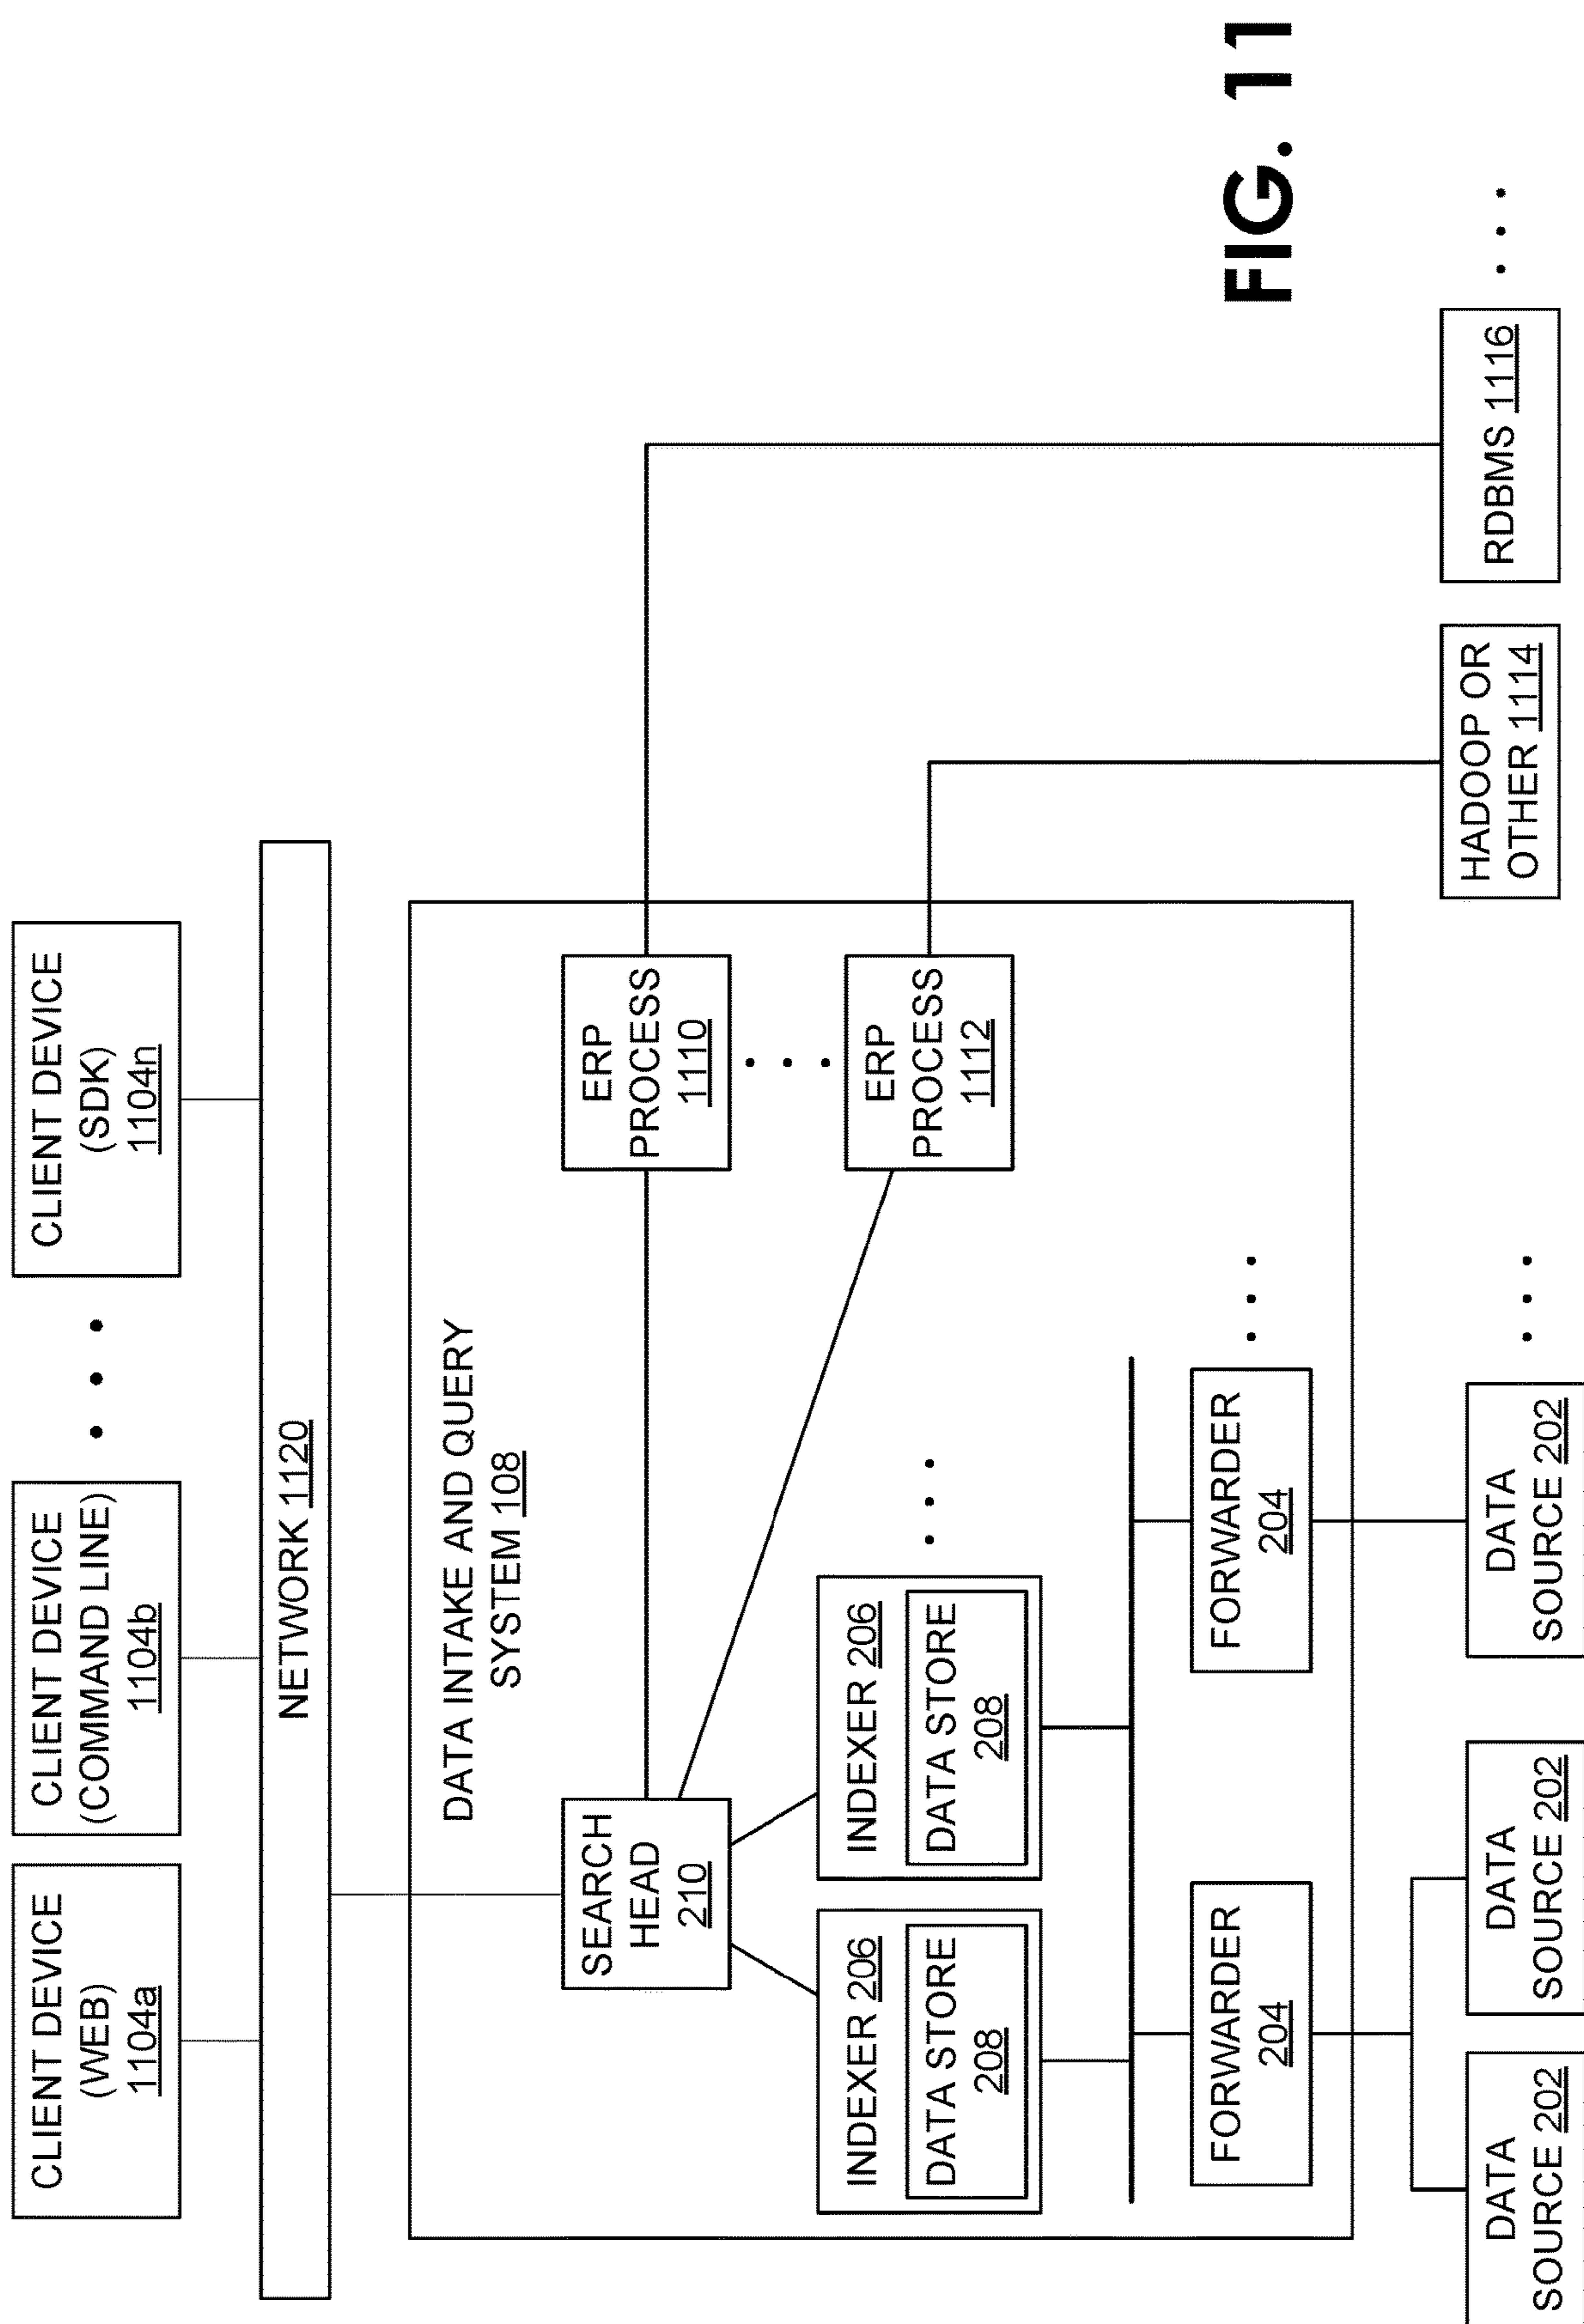 CLIENT DEVICE
(WEB)
1104a
CLIENT DEVICE
(COMMAND LINE)
1104b
CLIENT DEVICE
(SDK)
1104n
NETWORK 1120
DATA INTAKE AND QUERY
SYSTEM 108
SEARCH
HEAD
210
ERP
PROCESS
1110
ERP
PROCESS
1112
INDEXER 206
DATA STORE
208
INDEXER 206
DATA STORE
208
FORWARDER
204
FORWARDER
204
DATA
SOURCE 202
DATA
SOURCE 202
DATA
SOURCE 202
HADOOP OR
OTHER 1114
RDBMS 1116
FIG. 11